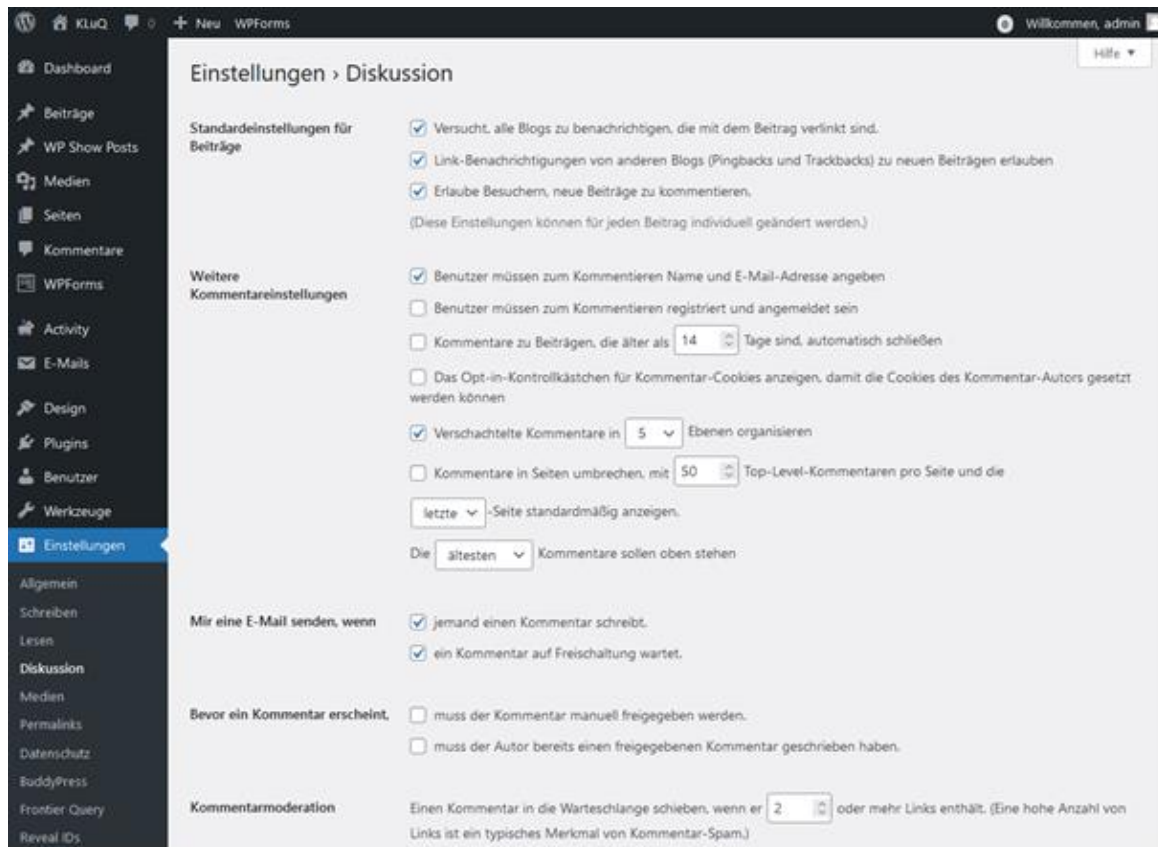 KLuQ 0 + Neu WPForms 0 Willkommen, admin
Hilfe ▼
Dashboard
Beiträge
WP Show Posts
Medien
Seiten
Kommentare
WPForms
Activity
E-Mails
Design
Plugins
Benutzer
Werkzeuge
Einstellungen
Allgemein
Schreiben
Lesen
Diskussion
Medien
Permalinks
Datenschutz
BuddyPress
Frontier Query
Reveal IDs
Einstellungen › Diskussion
Standardeinstellungen für
Beiträge
Versucht, alle Blogs zu benachrichtigen, die mit dem Beitrag verlinkt sind.
Link-Benachrichtigungen von anderen Blogs (Pingbacks und Trackbacks) zu neuen Beiträgen erlauben
Erlaube Besuchern, neue Beiträge zu kommentieren.
(Diese Einstellungen können für jeden Beitrag individuell geändert werden.)
Weitere
Kommentareinstellungen
Benutzer müssen zum Kommentieren Name und E-Mail-Adresse angeben
Benutzer müssen zum Kommentieren registriert und angemeldet sein
Kommentare zu Beiträgen, die älter als 14 Tage sind, automatisch schließen
Das Opt-in-Kontrollkästchen für Kommentar-Cookies anzeigen, damit die Cookies des Kommentar-Autors gesetzt
werden können
Verschachtelte Kommentare in 5 Ebenen organisieren
Kommentare in Seiten umbrechen, mit 50 Top-Level-Kommentaren pro Seite und die
letzte -Seite standardmäßig anzeigen.
Die ältesten Kommentare sollen oben stehen
Mir eine E-Mail senden, wenn
jemand einen Kommentar schreibt.
ein Kommentar auf Freischaltung wartet.
Bevor ein Kommentar erscheint,
muss der Kommentar manuell freigegeben werden.
muss der Autor bereits einen freigegebenen Kommentar geschrieben haben.
Kommentarmoderation
Einen Kommentar in die Warteschlange schieben, wenn er 2 oder mehr Links enthält. (Eine hohe Anzahl von
Links ist ein typisches Merkmal von Kommentar-Spam.)